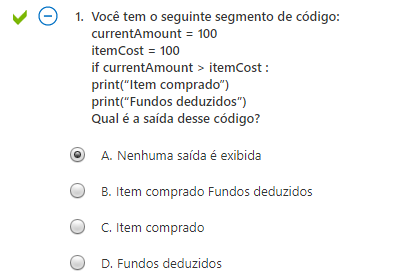 1. Você tem o seguinte segmento de código:
currentAmount = 100
itemCost = 100
if currentAmount > itemCost :
print(“Item comprado”)
print(“Fundos deduzidos”)
Qual é a saída desse código?
A. Nenhuma saída é exibida
B. Item comprado Fundos deduzidos
C. Item comprado
D. Fundos deduzidos